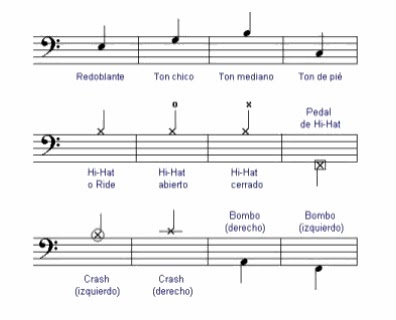 Redoblante Ton chico Ton mediano Ton de pié
o x
Pedal
de Hi-Hat
Hi-Hat
o Ride
Hi-Hat
abierto
Hi-Hat
cerrado
Bombo
(derecho)
Bombo
(izquierdo)
Crash
(izquierdo)
Crash
(derecho)